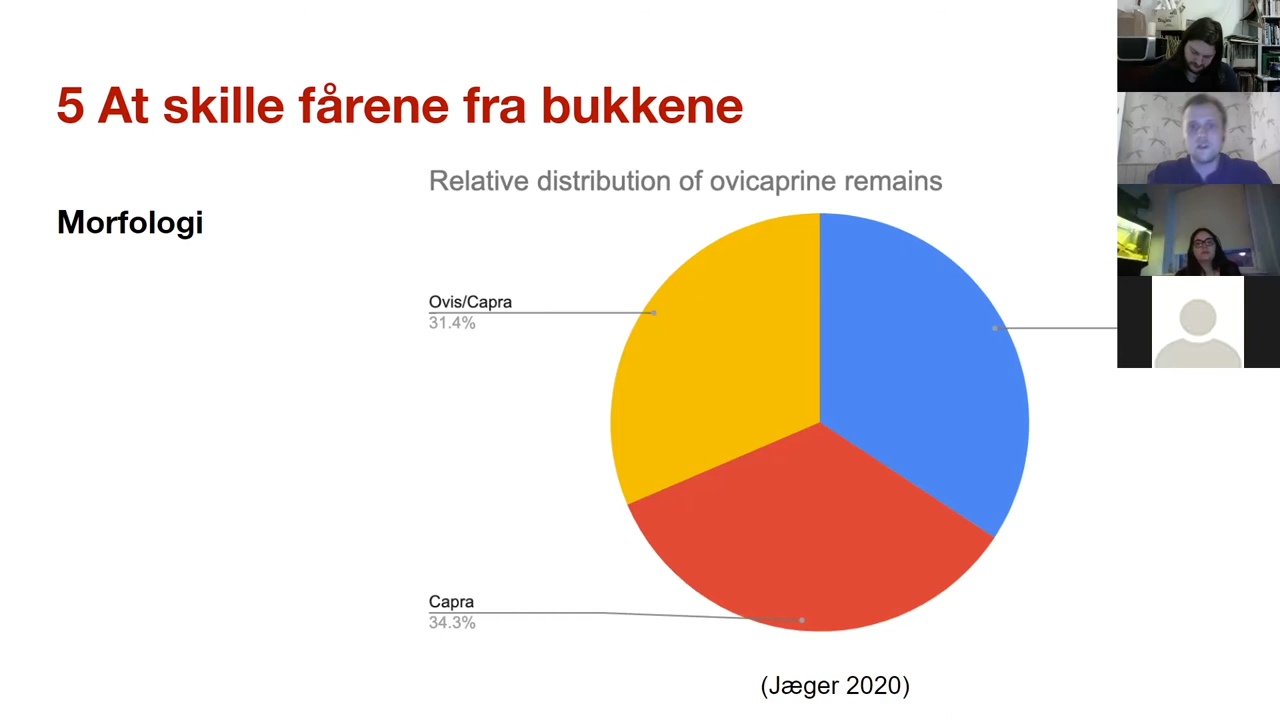 5 At skille fårene fra bukkene
Relative distribution of ovicaprine remains
Morfologi
Ovis/Capra
31.4%
Capra
34.3%
(Jæger 2020)